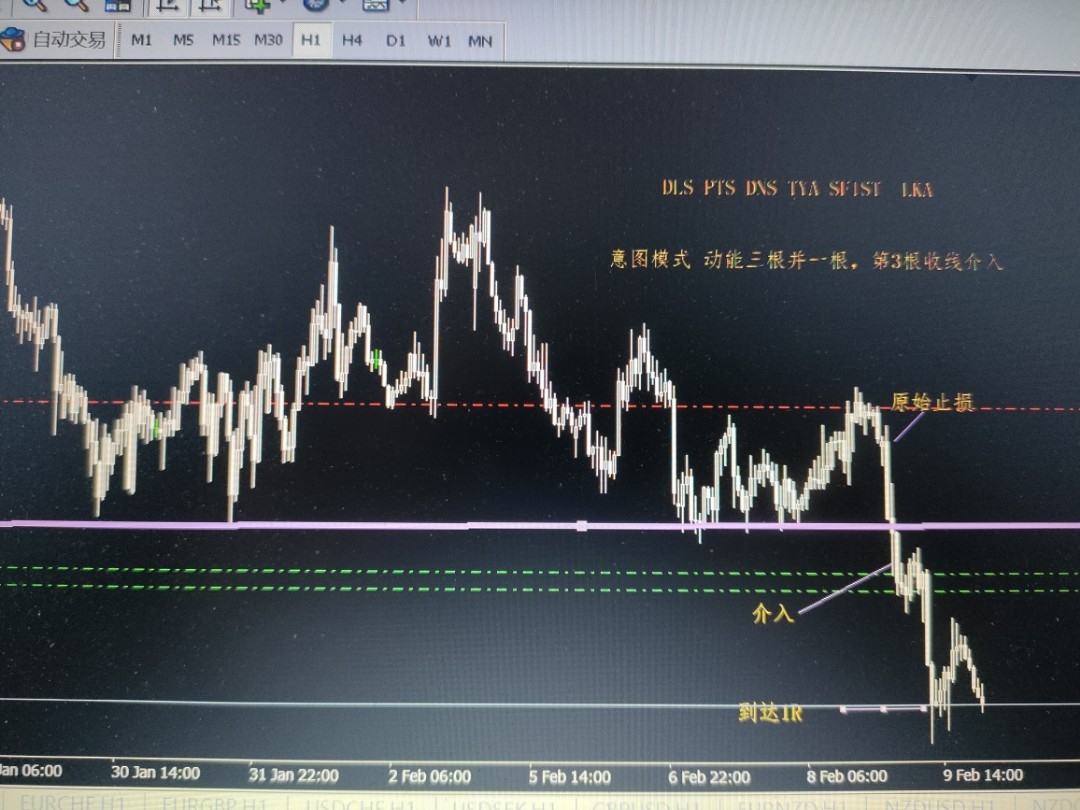 自动交易 M1 M5 M15 M30 H1 H4 D1 W1 MN
DLS PTS DNS TYA SF1ST LKA
意图模式 动能三根并一根，第3根收线介入
原始止损
介入
到达1R
Jan 06:00 30 Jan 14:00 31 Jan 22:00 2 Feb 06:00 5 Feb 14:00 6 Feb 22:00 8 Feb 06:00 9 Feb 14:00
EURCHF,H1 EURGBP,H1 USDCHF,H1 USDSEK,H1 GBPUSD,H1 EURNZD,H1 NZDUSD,H1